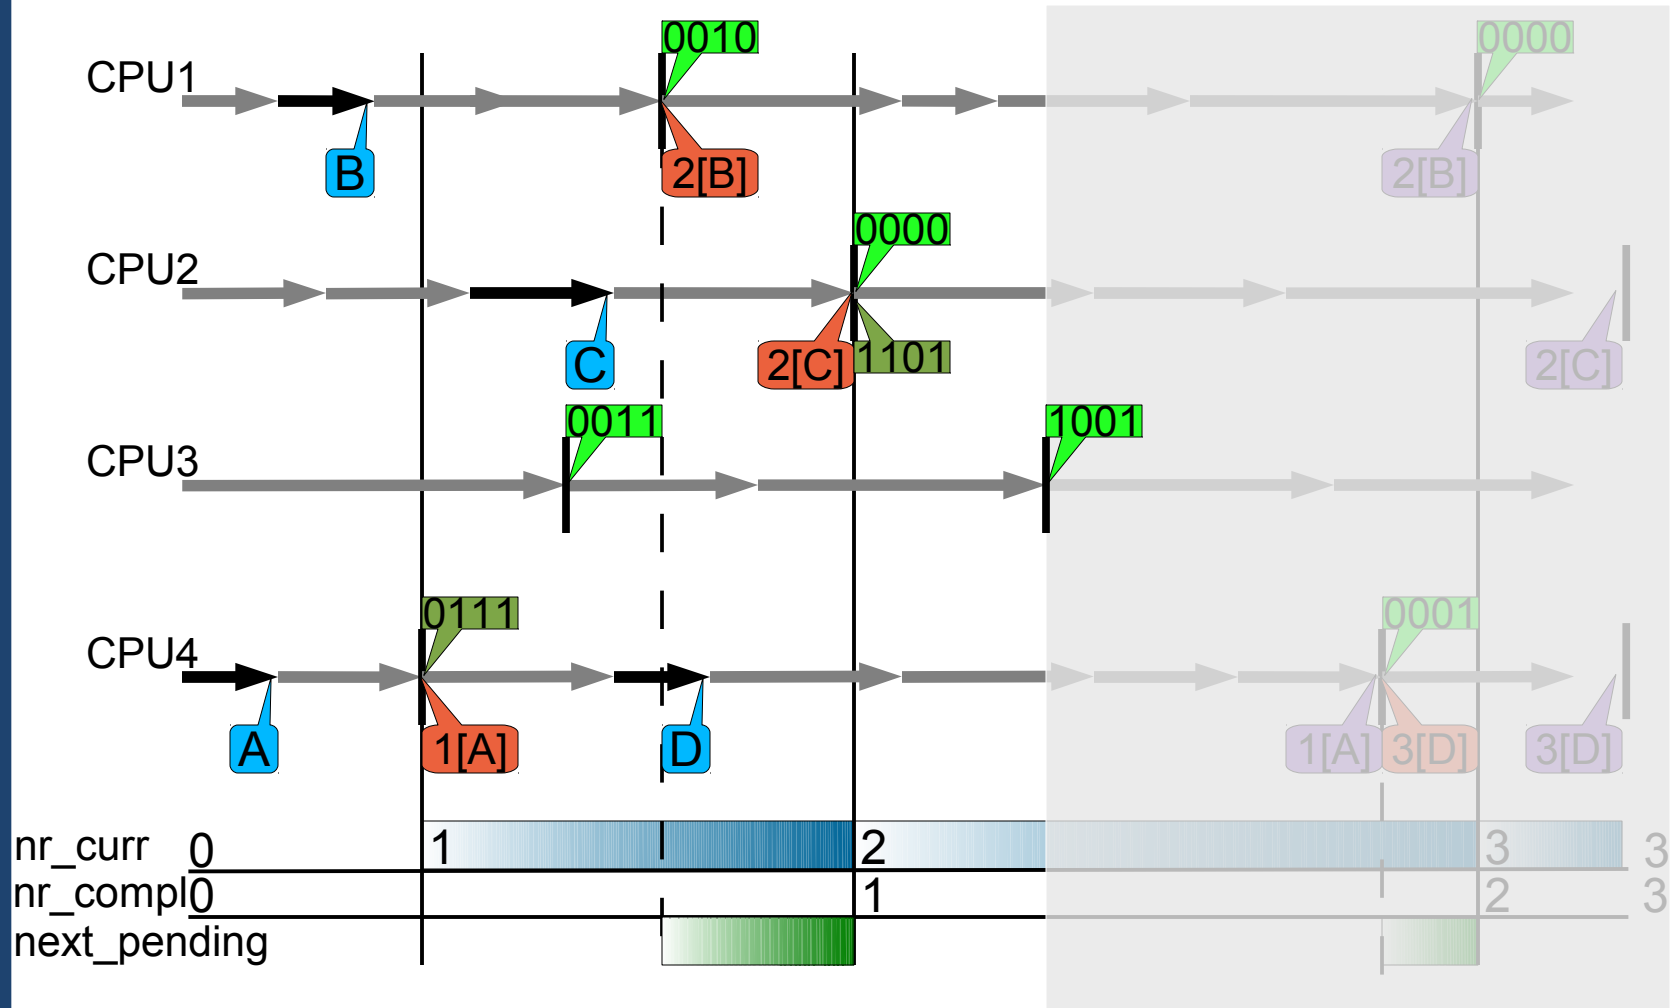 0010
0000
CPU1
B
2[B]
2[B]
0000
CPU2
C
2[C]
1101
2[C]
0011
1001
CPU3
0111
0001
CPU4
A
1[A]
D
1[A]
3[D]
3[D]
nr_curr 0 1 2 3 3
nr_compl 0 1 2 3
next_pending